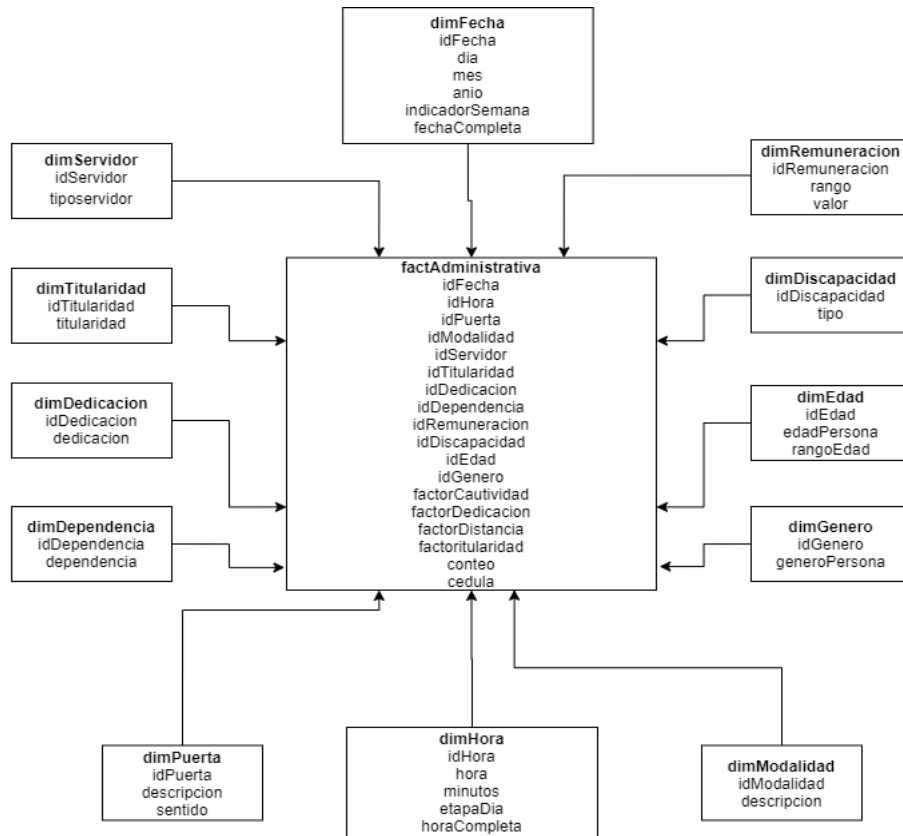 dimFecha
idFecha
dia
mes
anio
indicadorSemana
fechaCompleta
dimServidor
idServidor
tiposervidor
dimRemuneracion
idRemuneracion
rango
valor
dimTitularidad
idTitularidad
titularidad
factAdministrativa
idFecha
idHora
idPuerta
idModalidad
idServidor
idTitularidad
idDedicacion
idDependencia
idRemuneracion
idDiscapacidad
idEdad
idGenero
factorCautividad
factorDedicacion
factorDistancia
factoritularidad
conteo
cedula
dimDiscapacidad
idDiscapacidad
tipo
dimDedicacion
idDedicacion
dedicacion
dimEdad
idEdad
edadPersona
rangoEdad
dimDependencia
idDependencia
dependencia
dimGenero
idGenero
generoPersona
dimPuerta
idPuerta
descripcion
sentido
dimHora
idHora
hora
minutos
etapaDia
horaCompleta
dimModalidad
idModalidad
descripcion